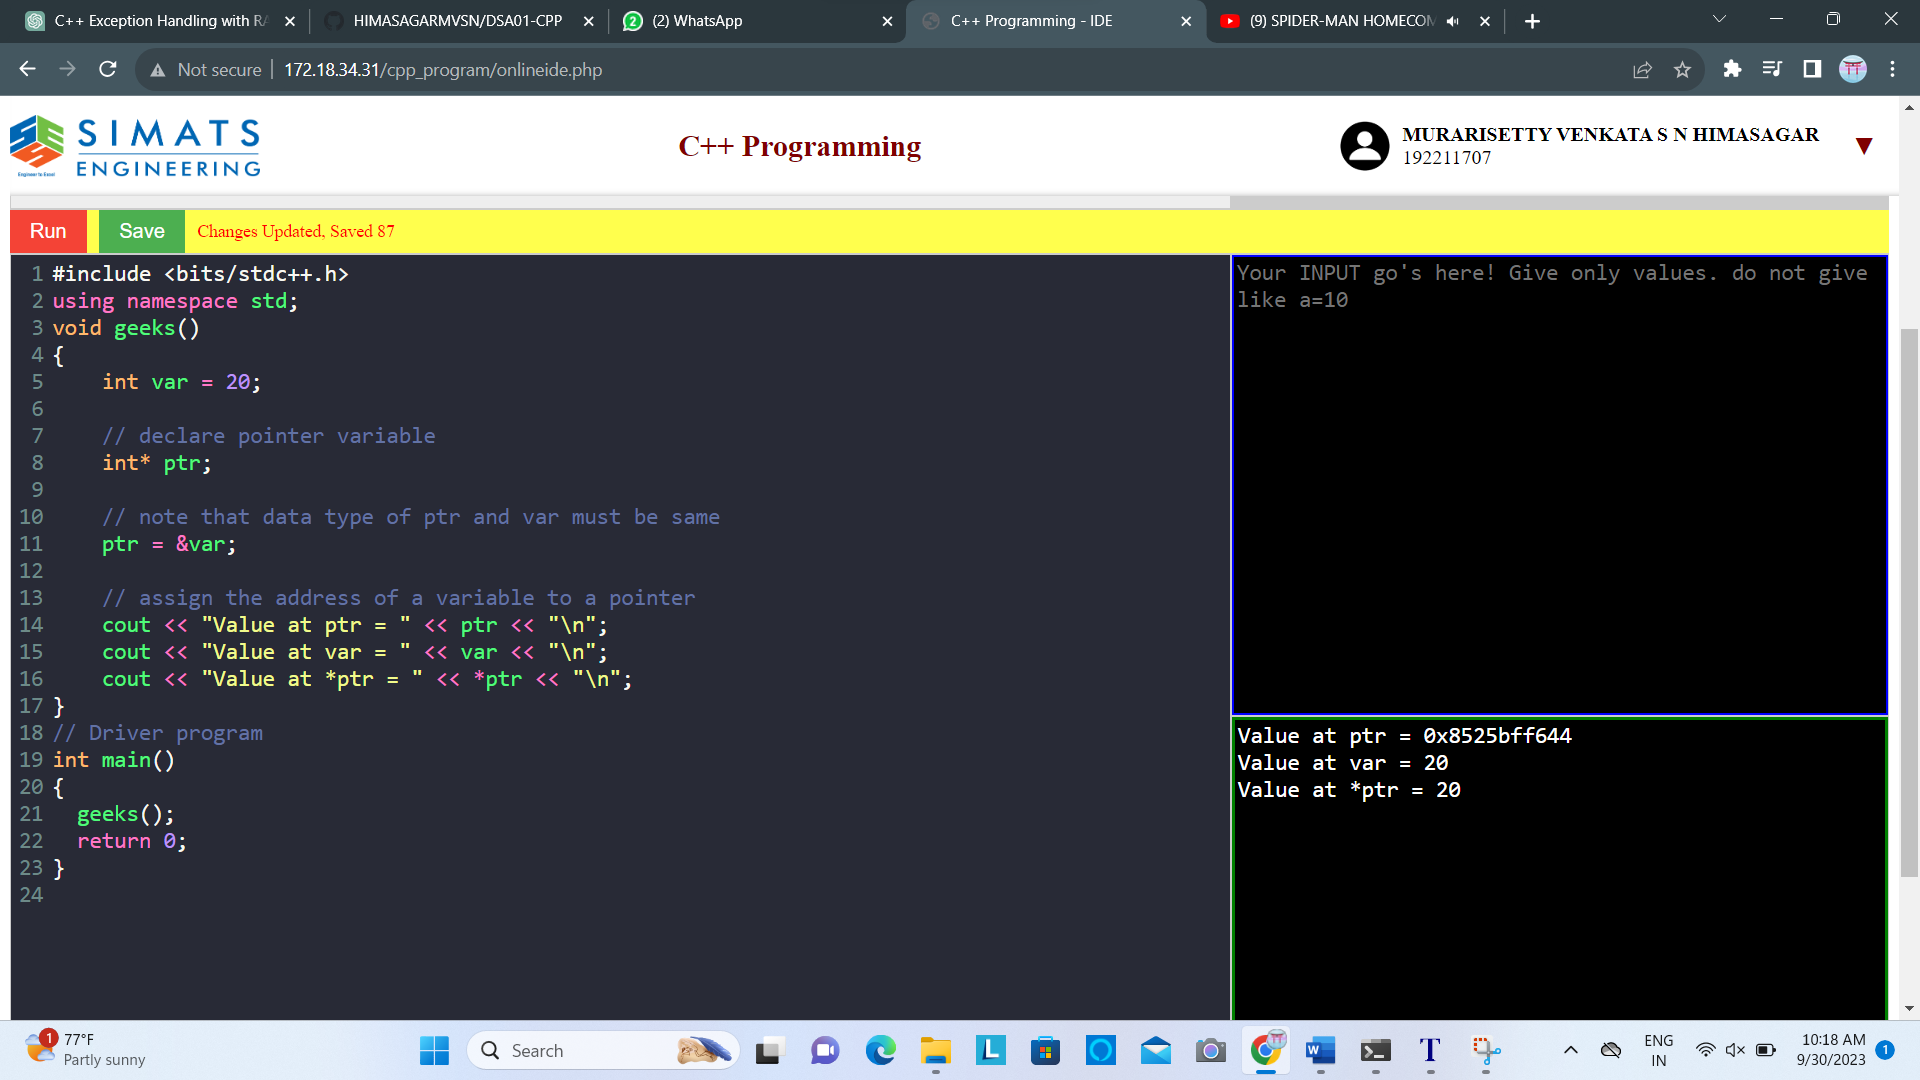 C++ Exception Handling with RA
HIMASAGARMVSN/DSA01-CPP
(2) WhatsApp
C++ Programming - IDE
(9) SPIDER-MAN HOMECOM
Not secure
172.18.34.31/cpp_program/onlineide.php
SIMATS
ENGINEERING
Engineer to Excel
C++ Programming
MURARISETTY VENKATA S N HIMASAGAR
192211707
Run
Save
Changes Updated, Saved 87
1 #include <bits/stdc++.h>
2 using namespace std;
3 void geeks()
4 {
5     int var = 20;
6
7     // declare pointer variable
8     int* ptr;
9
10     // note that data type of ptr and var must be same
11     ptr = &var;
12
13     // assign the address of a variable to a pointer
14     cout << "Value at ptr = " << ptr << "\n";
15     cout << "Value at var = " << var << "\n";
16     cout << "Value at *ptr = " << *ptr << "\n";
17 }
18 // Driver program
19 int main()
20 {
21   geeks();
22   return 0;
23 }
24
Your INPUT go's here! Give only values. do not give
like a=10
Value at ptr = 0x8525bff644
Value at var = 20
Value at *ptr = 20
1
77°F
Partly sunny
Search
L
W
T
ENG
IN
10:18 AM
9/30/2023
1